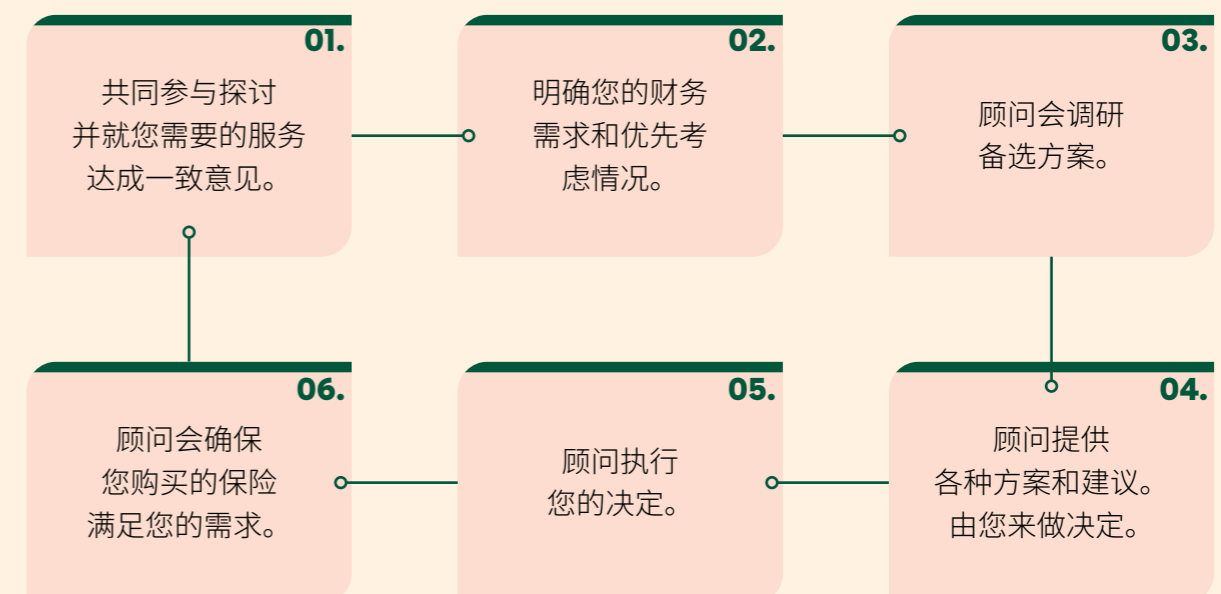 01.
共同参与探讨
并就您需要的服务
达成一致意见。
02.
明确您的财务
需求和优先考
虑情况。
03.
顾问会调研
备选方案。
04.
顾问提供
各种方案和建议。
由您来做决定。
05.
顾问执行
您的决定。
06.
顾问会确保
您购买的保险
满足您的需求。